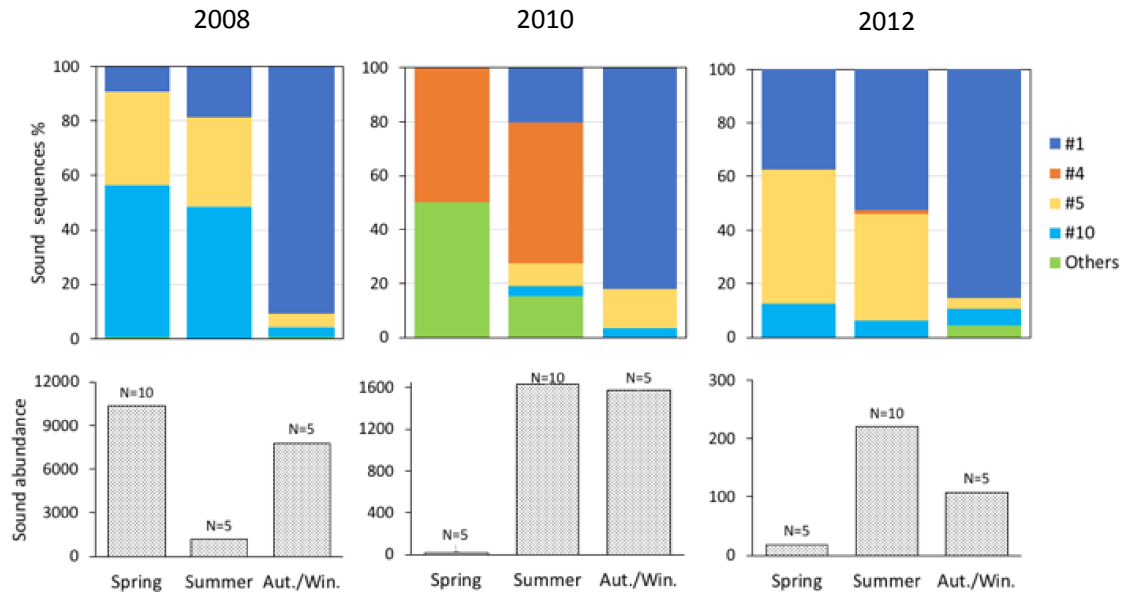 2008 2010 2012
Sound sequences %
100
80
60
40
20
0
100
80
60
40
20
0
100
80
60
40
20
0
#1
#4
#5
#10
Others
Sound abundance
12000
9000
6000
3000
0
N=10
N=5
N=5
1600
1200
800
400
0
N=5
N=10
N=5
300
200
100
0
N=5
N=10
N=5
Spring Summer Aut./Win. Spring Summer Aut./Win. Spring Summer Aut./Win.